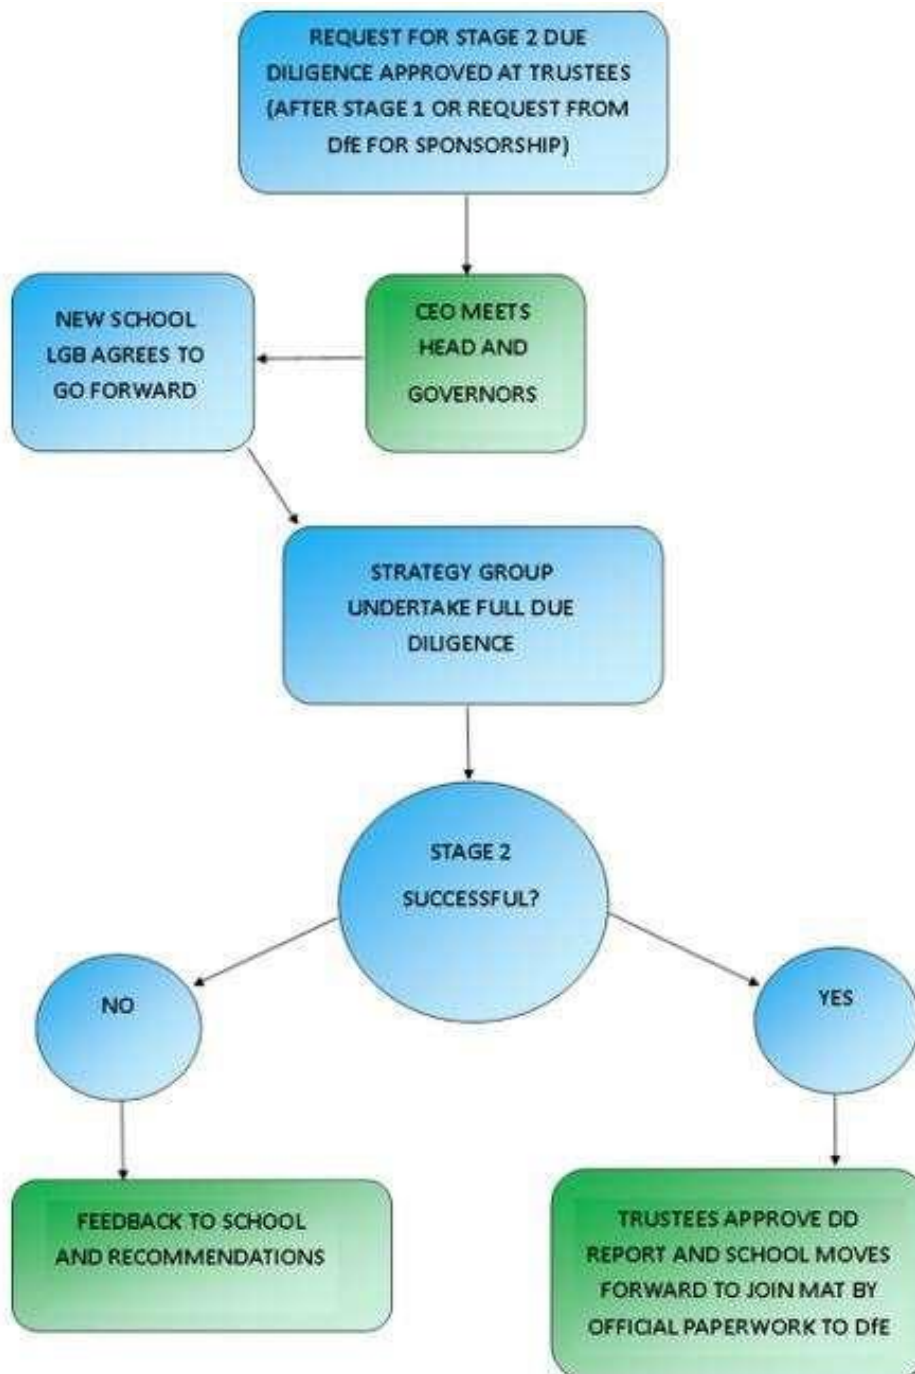 REQUEST FOR STAGE 2 DUE
DILIGENCE APPROVED AT TRUSTEES
(AFTER STAGE 1 OR REQUEST FROM
DfE FOR SPONSORSHIP)
CEO MEETS
HEAD AND
GOVERNORS
NEW SCHOOL
LGB AGREES TO
GO FORWARD
STRATEGY GROUP
UNDERTAKE FULL DUE
DILIGENCE
STAGE 2
SUCCESSFUL?
NO
YES
FEEDBACK TO SCHOOL
AND RECOMMENDATIONS
TRUSTEES APPROVE DD
REPORT AND SCHOOL MOVES
FORWARD TO JOIN MAT BY
OFFICIAL PAPERWORK TO DfE